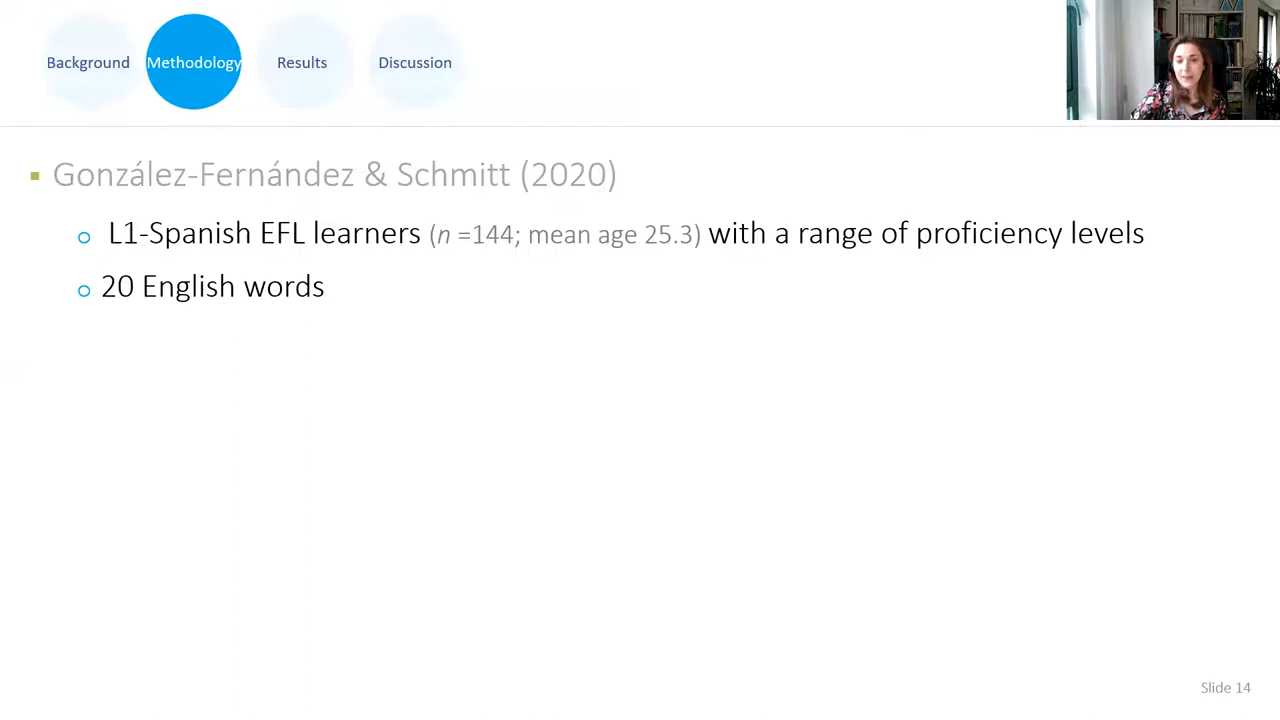 Background Methodology Results Discussion
González-Fernández & Schmitt (2020)
L1-Spanish EFL learners (n =144; mean age 25.3) with a range of proficiency levels
20 English words
Slide 14